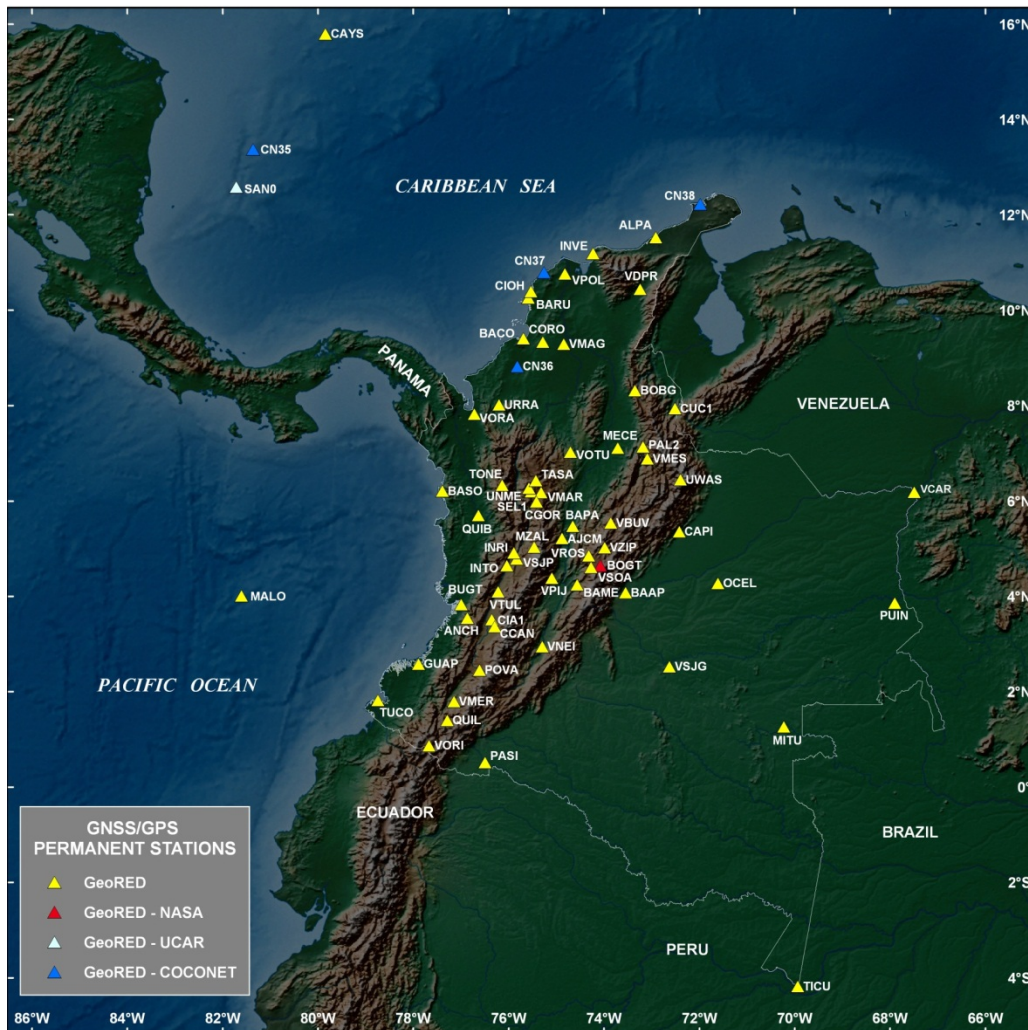 16°N
CAYS
14°N
CN35
SAN0
CARIBBEAN SEA
CN38
12°N
ALPA
INVE
CN37
VPOL
VDPR
CIOH
BARU
10°N
CORO
BACO
VMAG
CN36
PANAMA
BOBG
URRA
CUC1
VENEZUELA
8°N
VORA
MECE
PAL2
VOTU
VMES
TONE
TASA
UWAS
BASO
UNME
VMAR
VCAR
6°N
SEL1
CGOR
BAPA
QUIB
VBUV
CAPI
MZAL
AJCM
INRI
VROS
VZIP
VSJP
BOGT
INTO
VSOA
BUGT
VPIJ
BAME
BAAP
OCEL
MALO
4°N
VTUL
PUIN
ANCH
CIA1
CCAN
VNEI
GUAP
POVA
VSJG
PACIFIC OCEAN
2°N
TUCO
VMER
QUIL
MITU
VORI
PASI
0°
ECUADOR
BRAZIL
GNSS/GPS
PERMANENT STATIONS
GeoRED
GeoRED - NASA
GeoRED - UCAR
GeoRED - COCONET
2°S
PERU
TICU
4°S
86°W 84°W 82°W 80°W 78°W 76°W 74°W 72°W 70°W 68°W 66°W